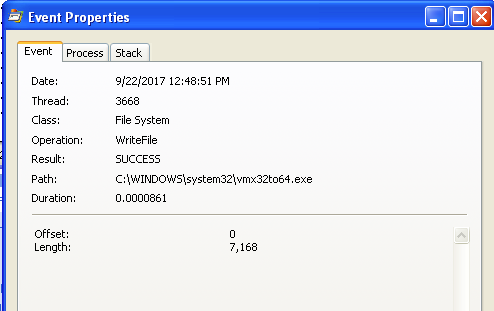 Event Properties
Event Process Stack
Date: 9/22/2017 12:48:51 PM
Thread: 3668
Class: File System
Operation: WriteFile
Result: SUCCESS
Path: C:\WINDOWS\system32\vmx32to64.exe
Duration: 0.0000861
Offset: 0
Length: 7,168